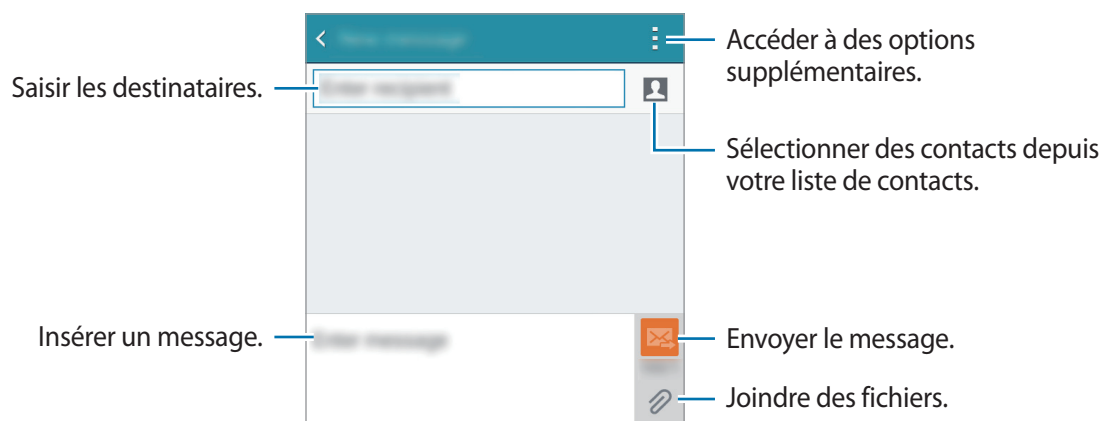 Accéder à des options
supplémentaires.
Saisir les destinataires.
Sélectionner des contacts depuis
votre liste de contacts.
Insérer un message.
Envoyer le message.
Joindre des fichiers.